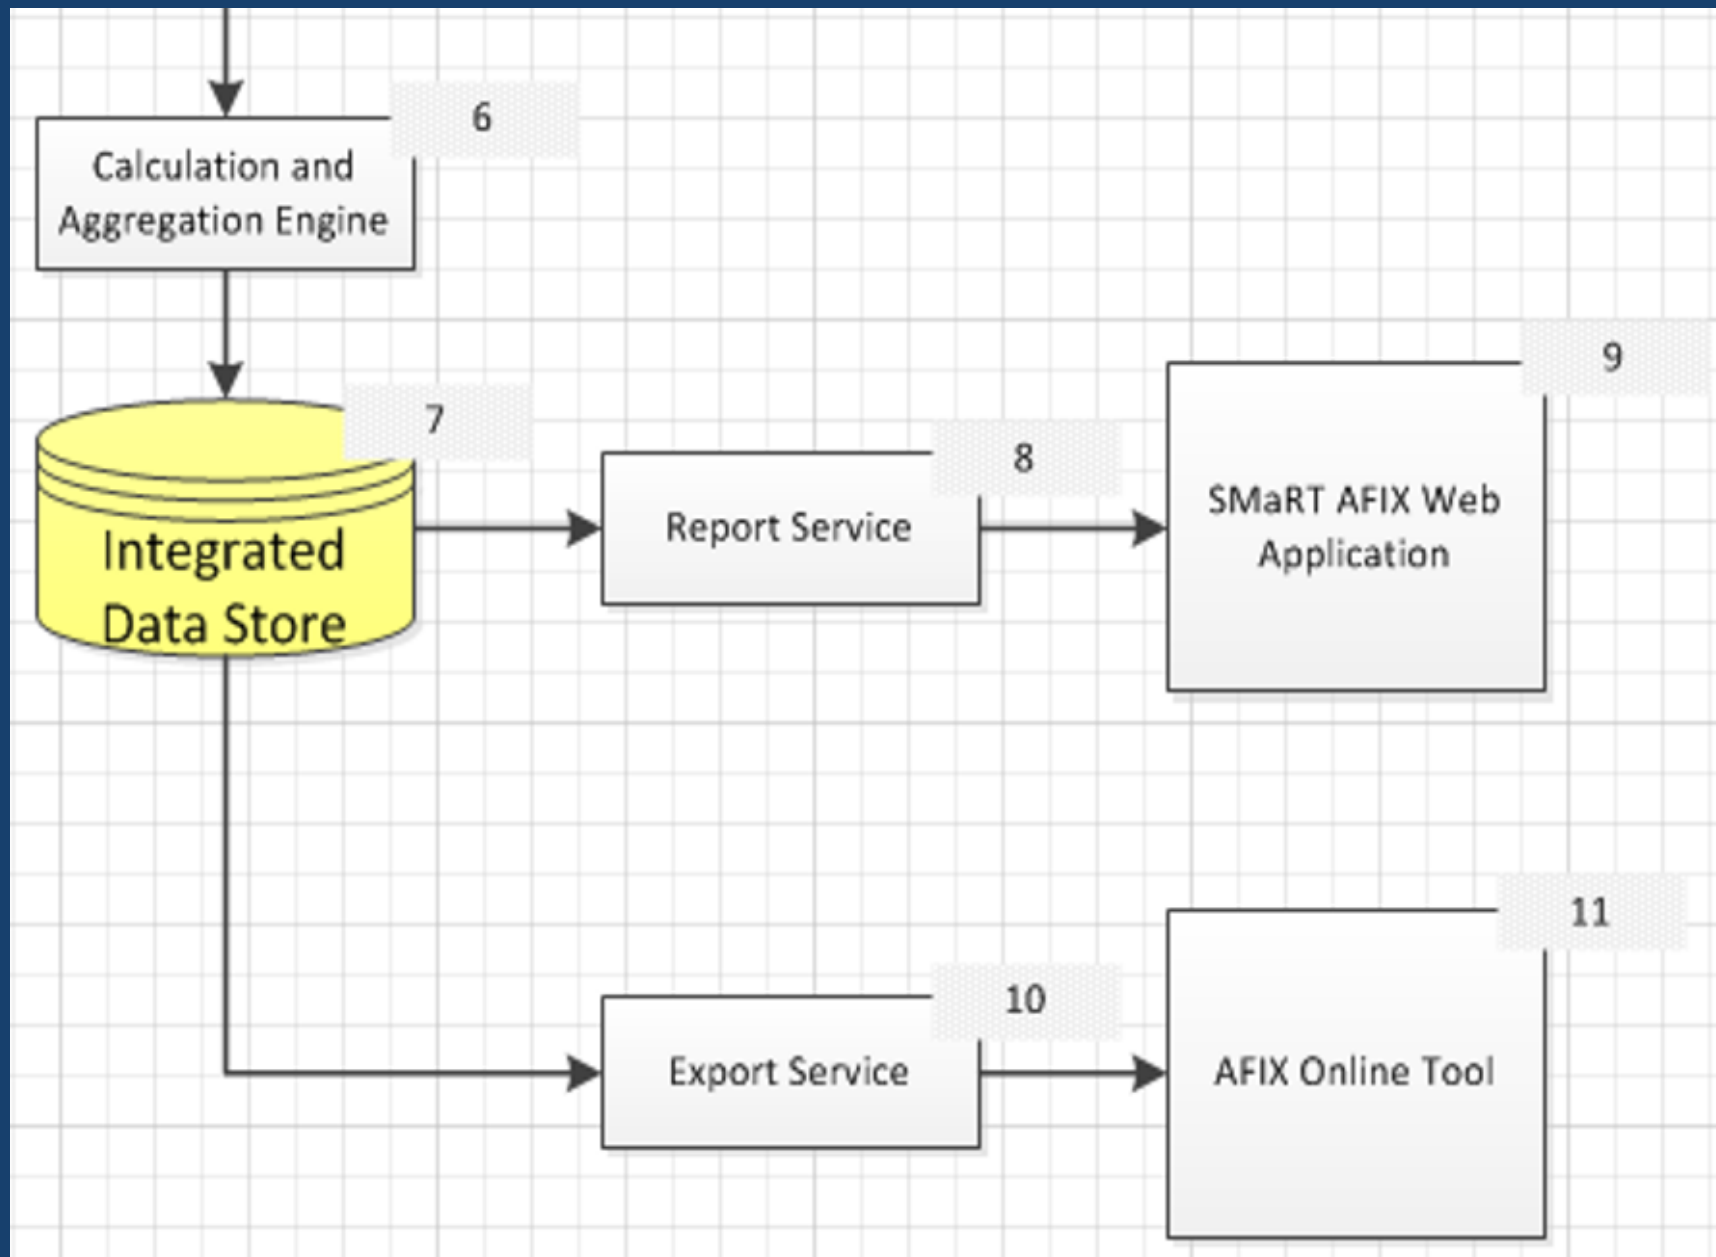 6
Calculation and
Aggregation Engine
7
Integrated
Data Store
8
Report Service
9
SMaRT AFIX Web
Application
10
Export Service
11
AFIX Online Tool